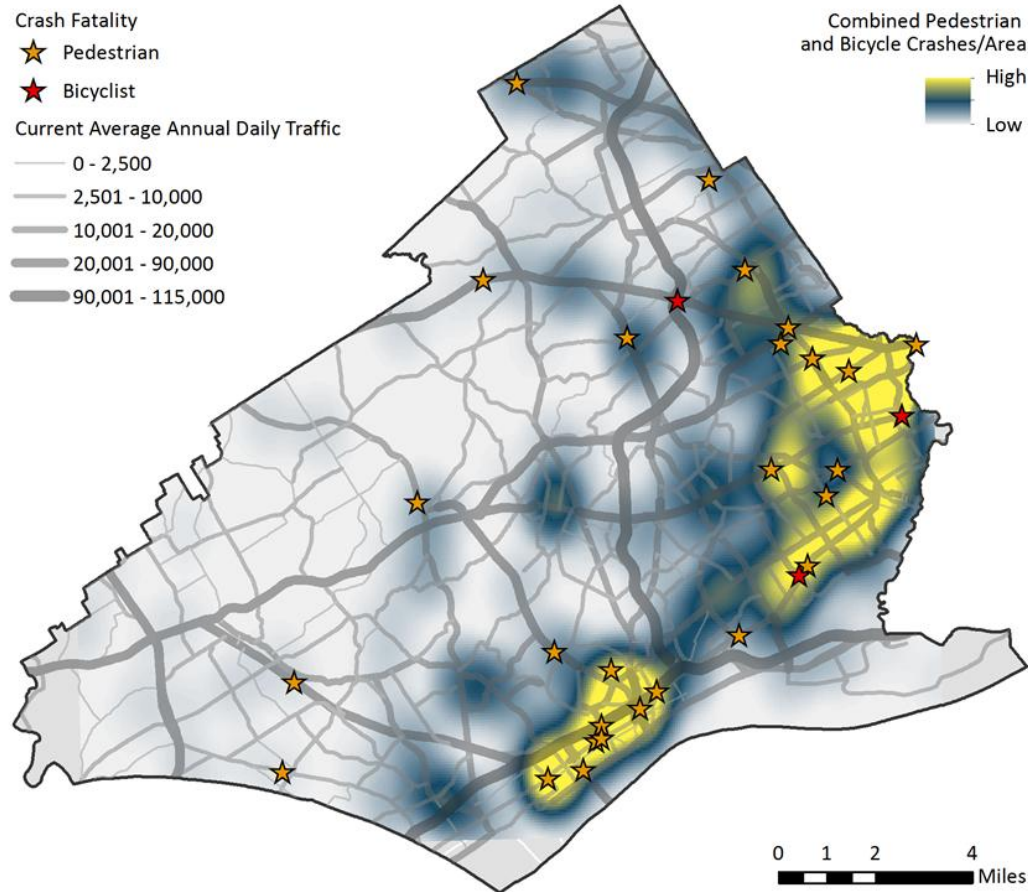 Crash Fatality
Pedestrian
Bicyclist
Current Average Annual Daily Traffic
0 - 2,500
2,501 - 10,000
10,001 - 20,000
20,001 - 90,000
90,001 - 115,000
Combined Pedestrian
and Bicycle Crashes/Area
High
Low
0 1 2 4
Miles